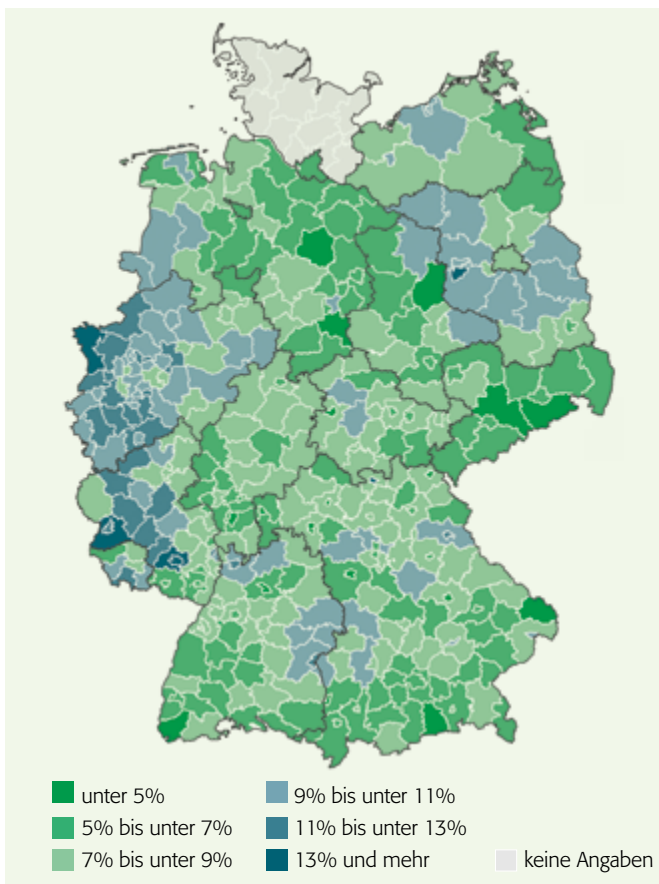 unter 5%
5% bis unter 7%
7% bis unter 9%
9% bis unter 11%
11% bis unter 13%
13% und mehr
keine Angaben